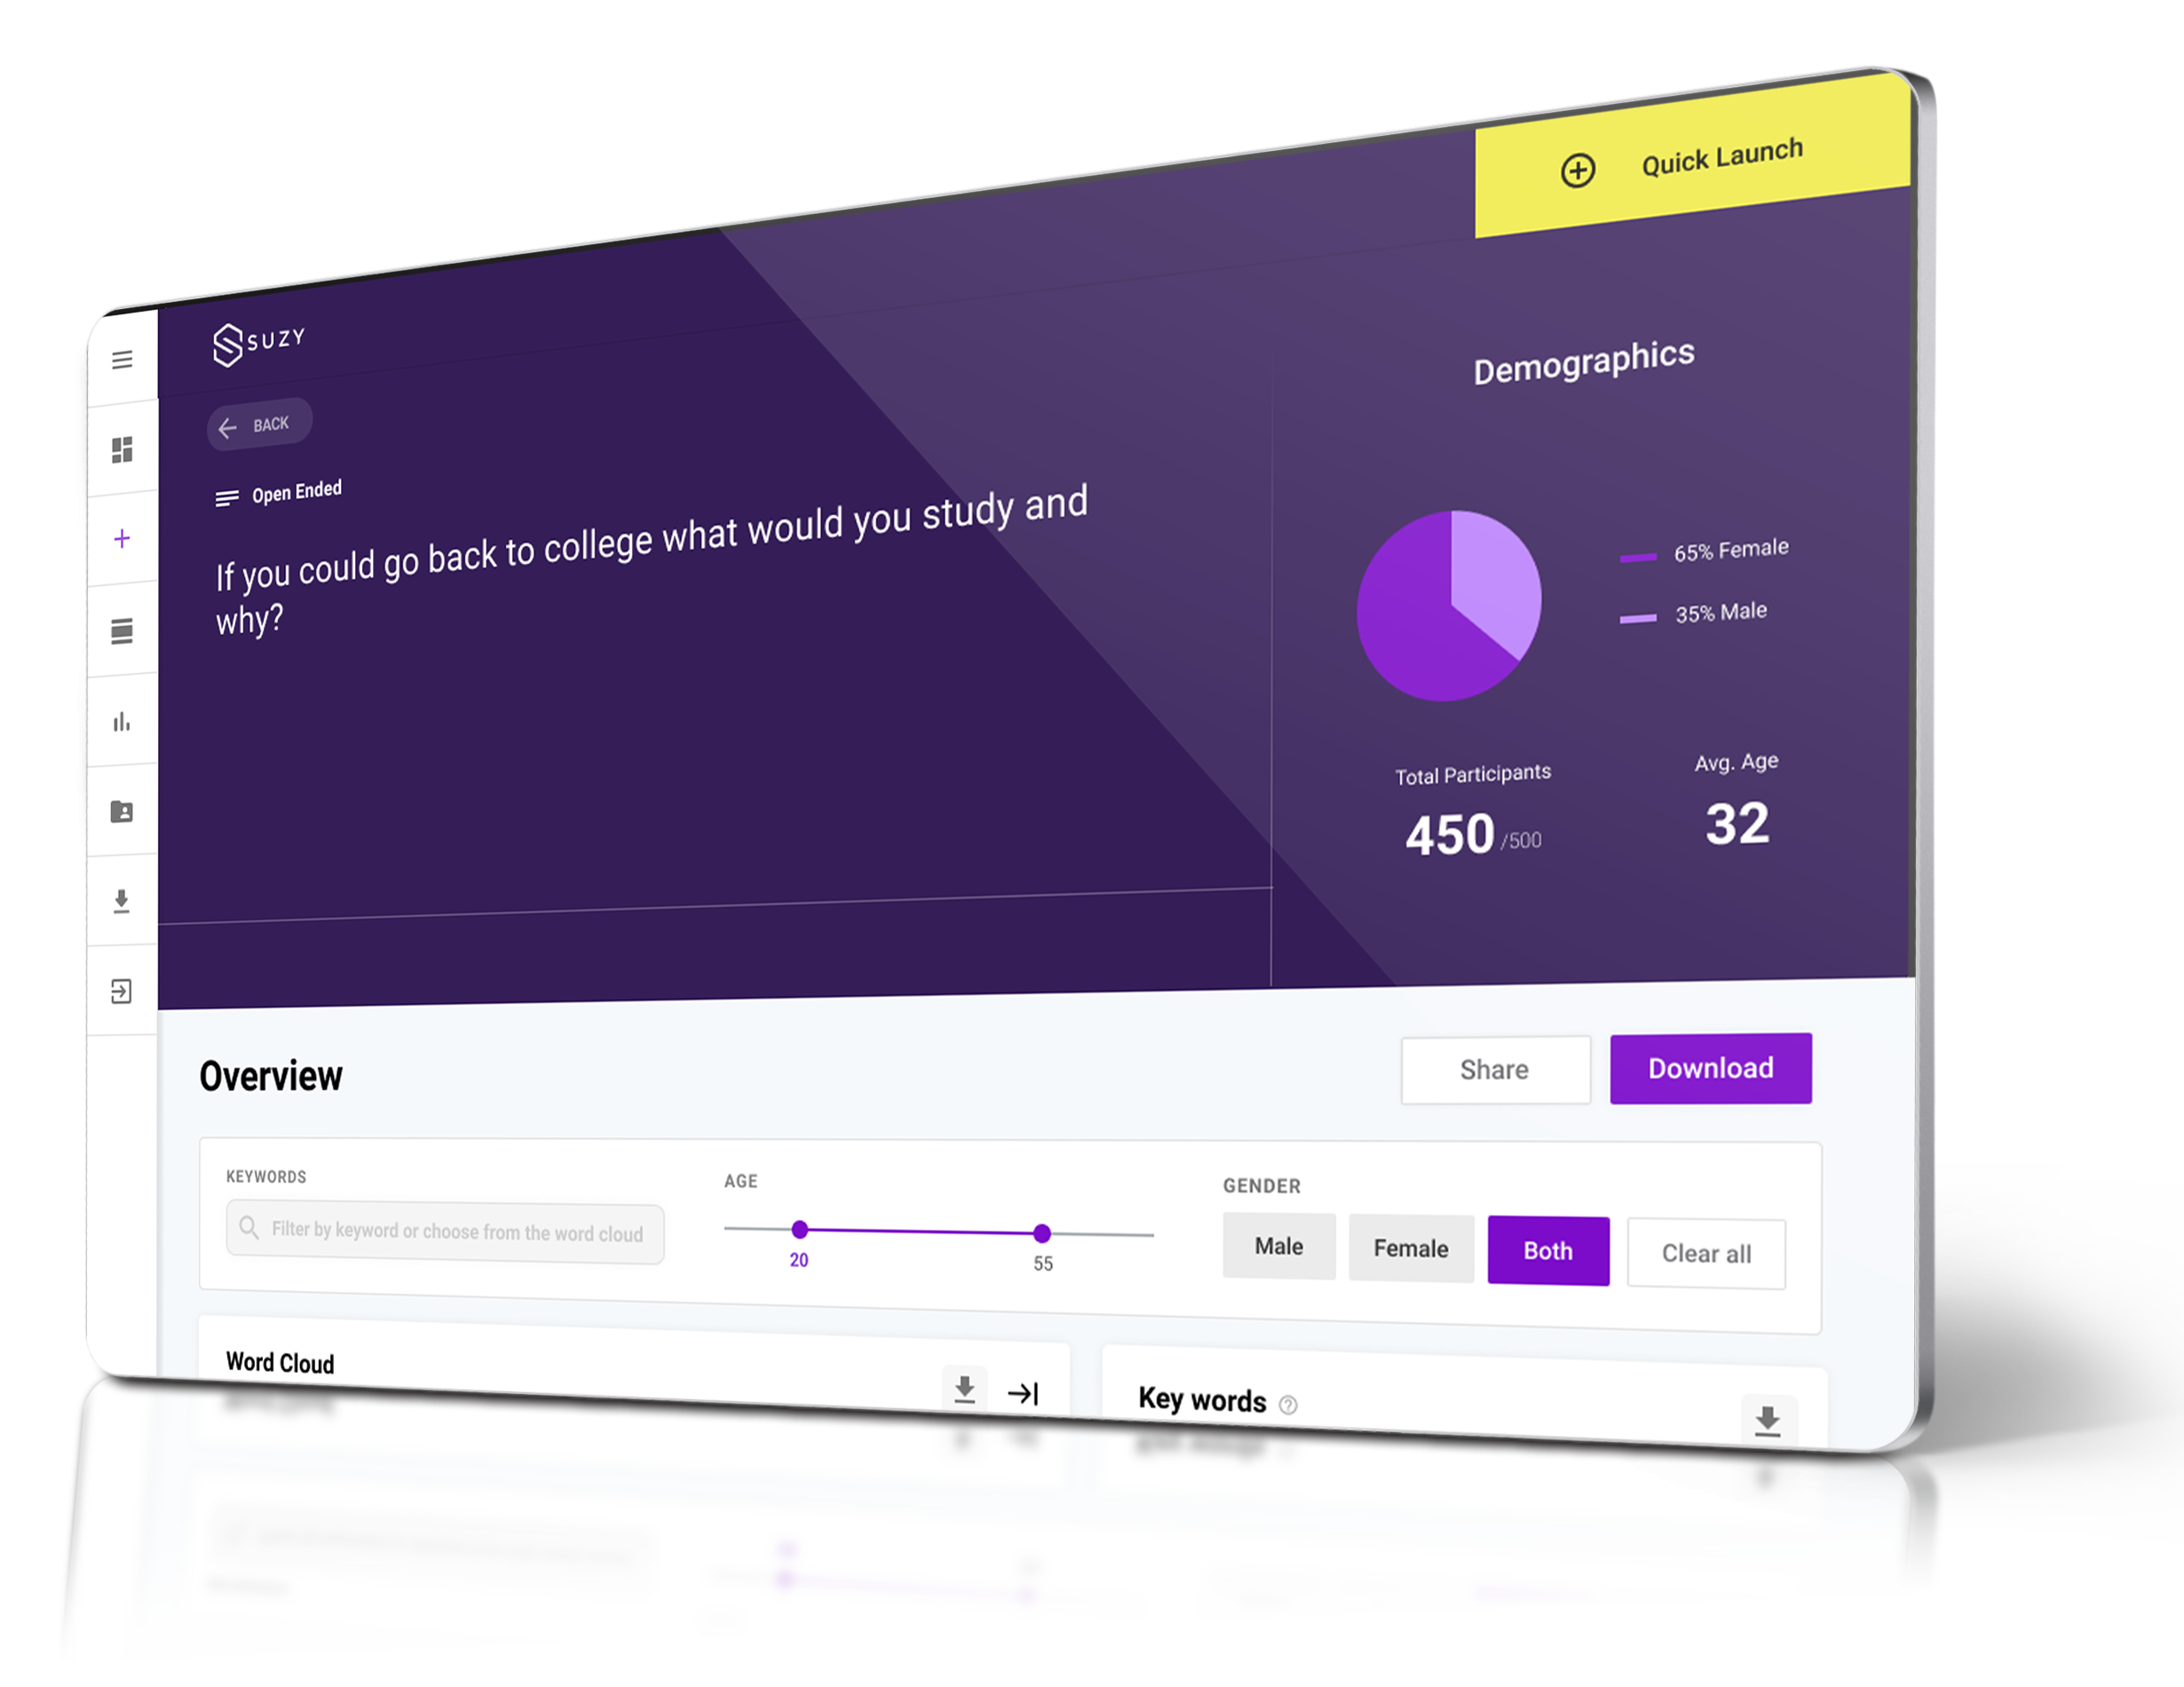 Quick Launch
SUZY
BACK
Open Ended
If you could go back to college what would you study and
why?
Demographics
65% Female
35% Male
Total Participants
450 /500
Avg. Age
32
Overview
Share
Download
KEYWORDS
Filter by keyword or choose from the word cloud
AGE
20
55
GENDER
Male
Female
Both
Clear all
Word Cloud
Key words